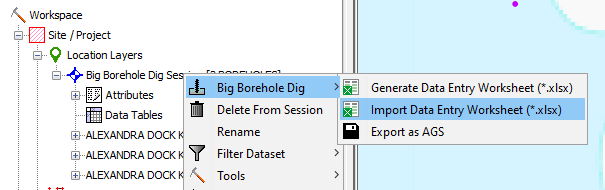 Workspace
Site / Project
Location Layers
Big Borehole Dig Session [3 BOREHOLES]
Attributes
Data Tables
ALEXANDRA DOCK K
ALEXANDRA DOCK K
ALEXANDRA DOCK K
Big Borehole Dig
Delete From Session
Rename
Filter Dataset
Tools
Generate Data Entry Worksheet (*.xlsx)
Import Data Entry Worksheet (*.xlsx)
Export as AGS